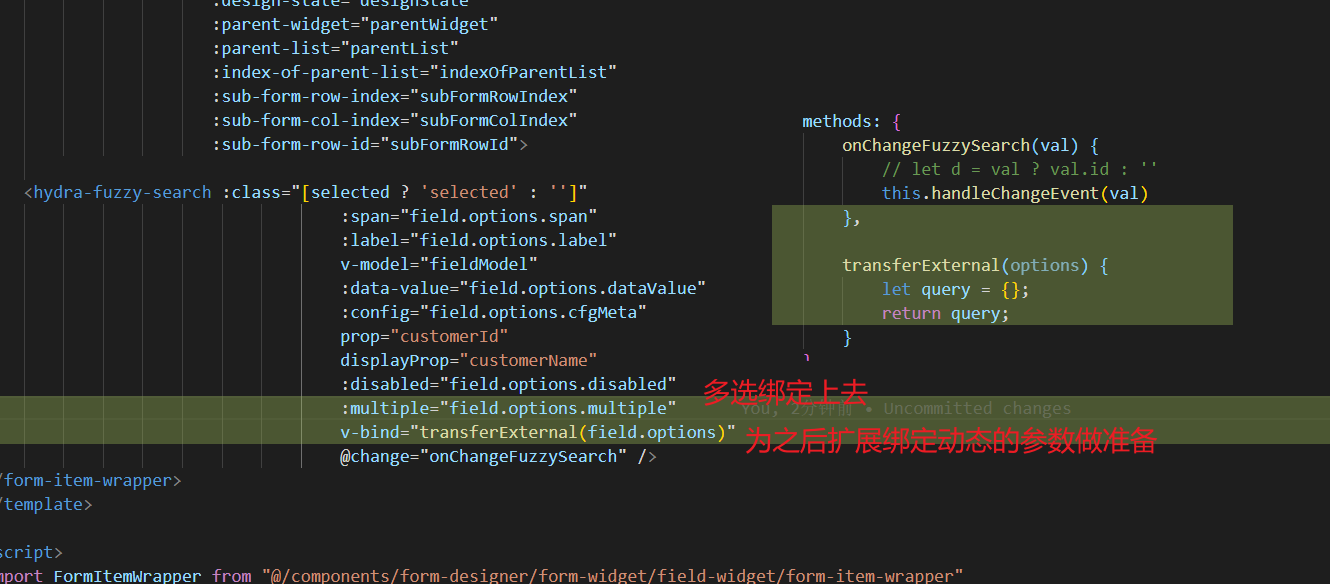 :design-state="designState"
:parent-widget="parentWidget"
:parent-list="parentList"
:index-of-parent-list="indexOfParentList"
:sub-form-row-index="subFormRowIndex"
:sub-form-col-index="subFormColIndex"
:sub-form-row-id="subFormRowId">
<hydra-fuzzy-search :class="[selected ? 'selected' : '']"
:span="field.options.span"
:label="field.options.label"
v-model="fieldModel"
:data-value="field.options.dataValue"
:config="field.options.cfgMeta"
prop="customerId"
displayProp="customerName"
:disabled="field.options.disabled"
:multiple="field.options.multiple"
You, 2分钟前 • Uncommitted changes
v-bind="transferExternal(field.options)"
@change="onChangeFuzzySearch" />
/form-item-wrapper>
/template>
script>
mport FormItemWrapper from "@/components/form-designer/form-widget/field-widget/form-item-wrapper"
methods: {
onChangeFuzzySearch(val) {
// let d = val ? val.id : ''
this.handleChangeEvent(val)
},
transferExternal(options) {
let query = {};
return query;
}
}
多选绑定上去
为之后扩展绑定动态的参数做准备